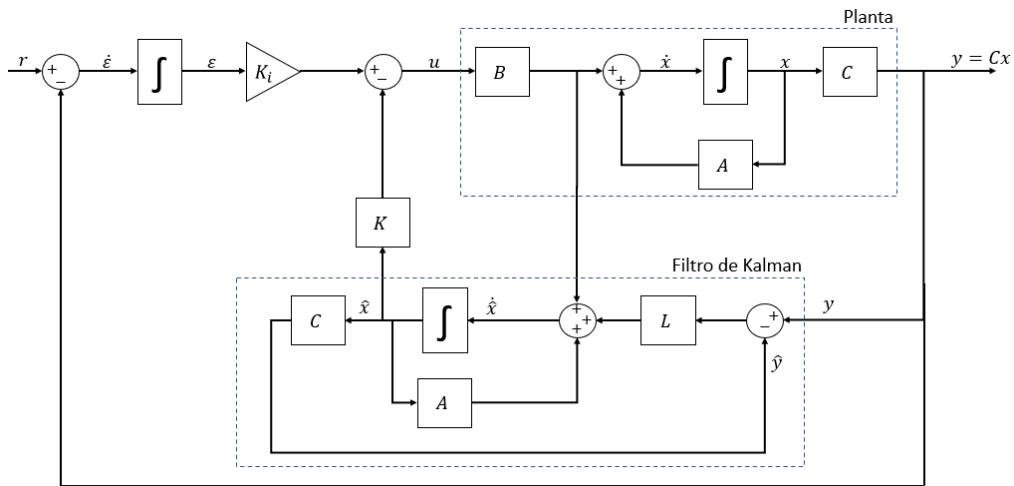 Planta
r + − ε̇ ∫ ε Kᵢ + − u B + + ẋ ∫ x C y = Cx
A
K
Filtro de Kalman
C x̂ ∫ x̂̇ + + + L − + y
ŷ
A